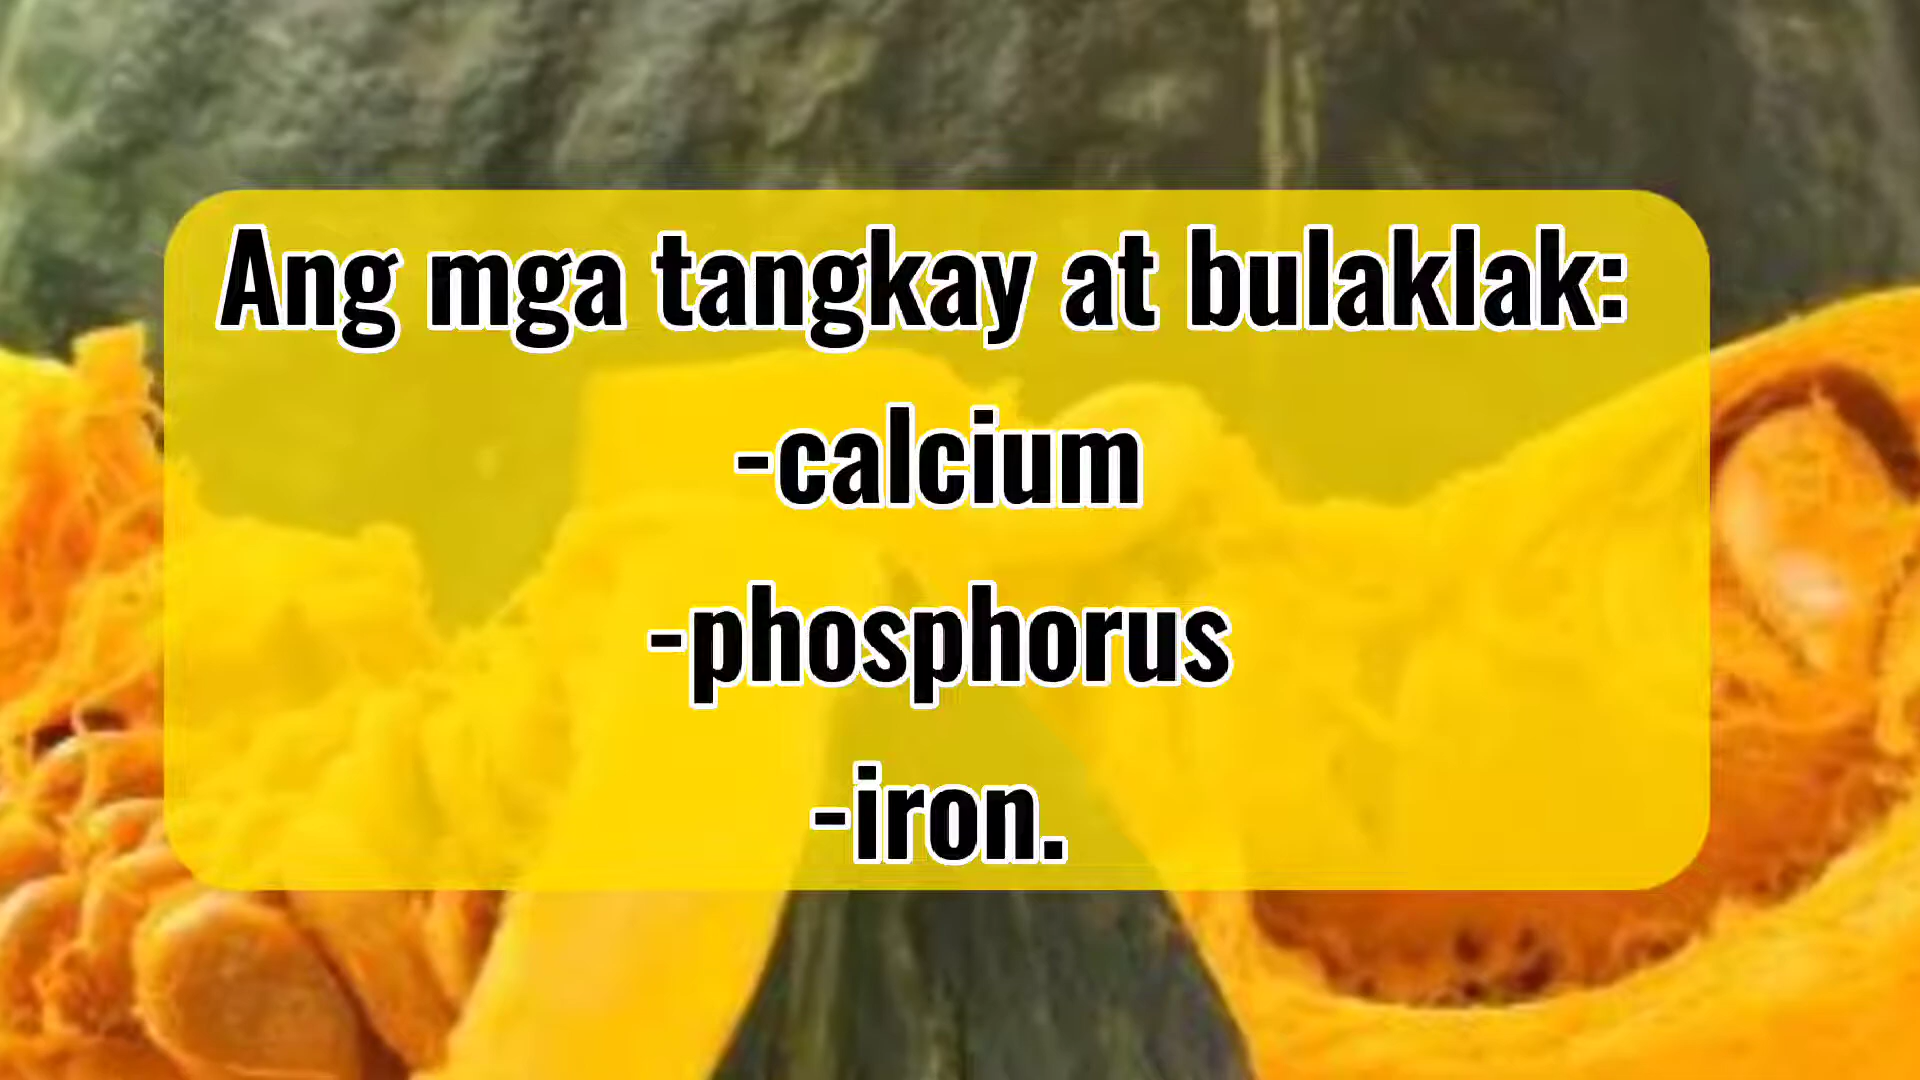 Ang mga tangkay at bulaklak:
-calcium
-phosphorus
-iron.